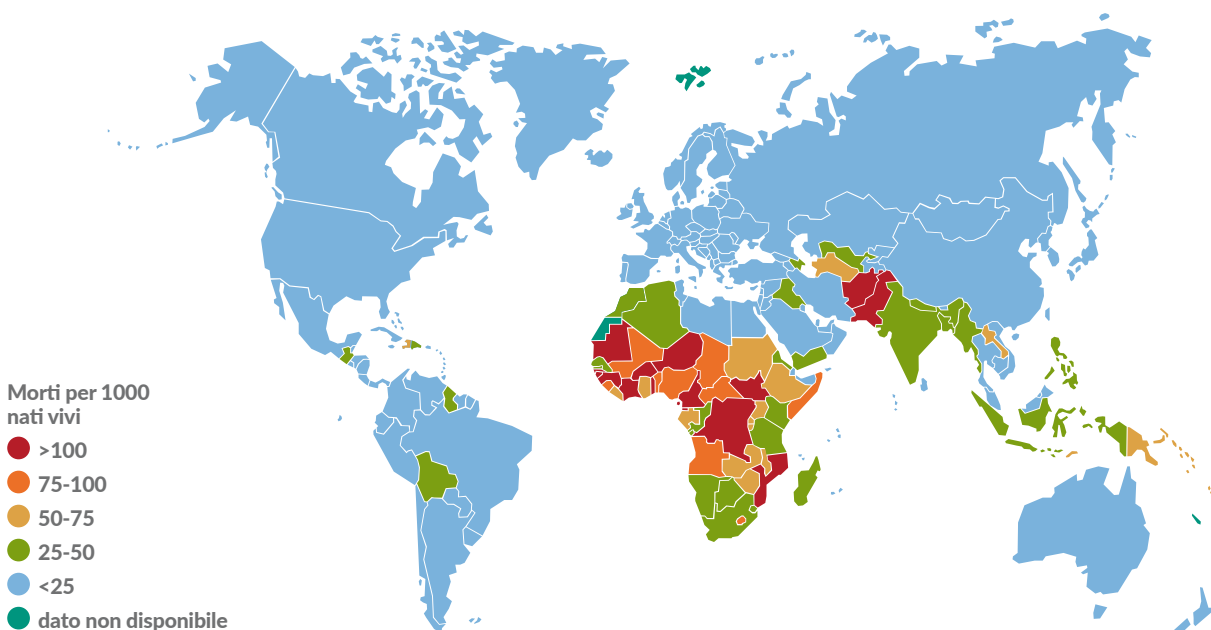 Morti per 1000
nati vivi
>100
75-100
50-75
25-50
<25
dato non disponibile